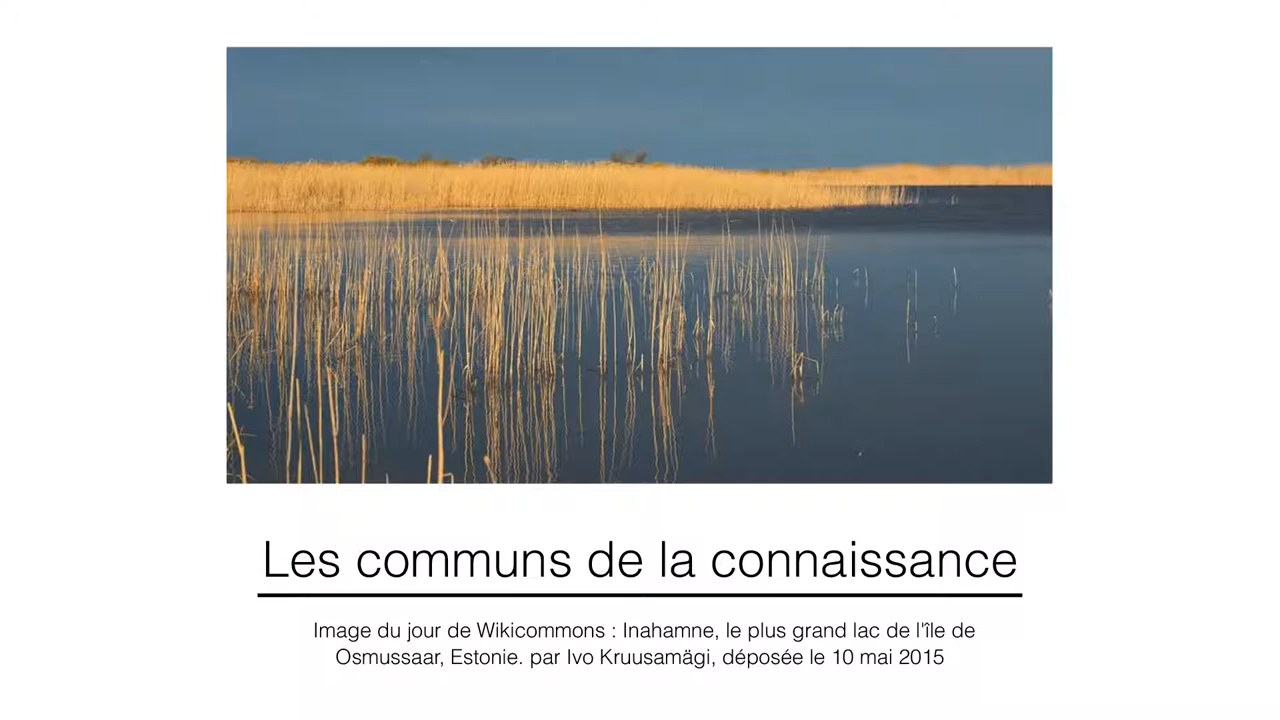 Les communs de la connaissance
Image du jour de Wikicommons : Inahamne, le plus grand lac de l'île de
Osmussaar, Estonie. par Ivo Kruusamägi, déposée le 10 mai 2015